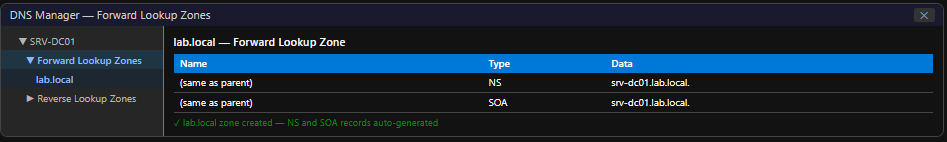 DNS Manager — Forward Lookup Zones
▼ SRV-DC01
▼ Forward Lookup Zones
lab.local
▶ Reverse Lookup Zones
lab.local — Forward Lookup Zone
Name Type Data
(same as parent) NS srv-dc01.lab.local.
(same as parent) SOA srv-dc01.lab.local.
✓ lab.local zone created — NS and SOA records auto-generated